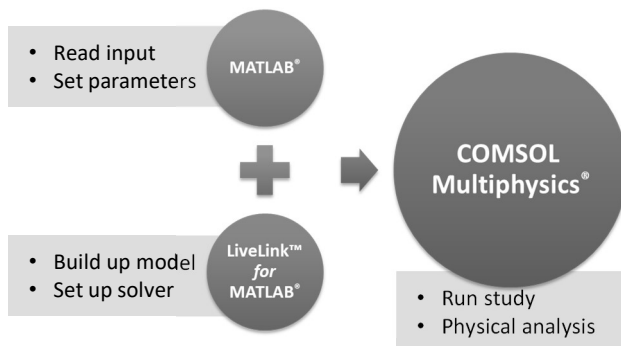 • Read input
• Set parameters
MATLAB®
COMSOL
Multiphysics®
• Build up model
• Set up solver
LiveLink™
for
MATLAB®
• Run study
• Physical analysis